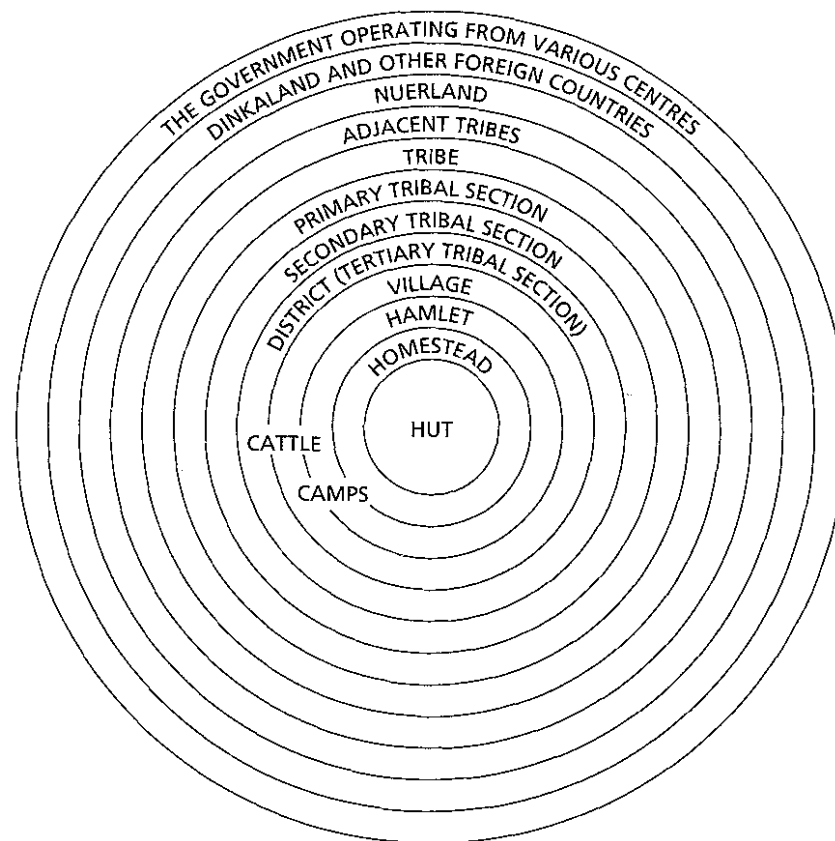 THE GOVERNMENT OPERATING FROM VARIOUS CENTRES
DINKALAND AND OTHER FOREIGN COUNTRIES
NUERLAND
ADJACENT TRIBES
TRIBE
PRIMARY TRIBAL SECTION
SECONDARY TRIBAL SECTION
DISTRICT (TERTIARY TRIBAL SECTION)
VILLAGE
HAMLET
HOMESTEAD
HUT
CATTLE
CAMPS